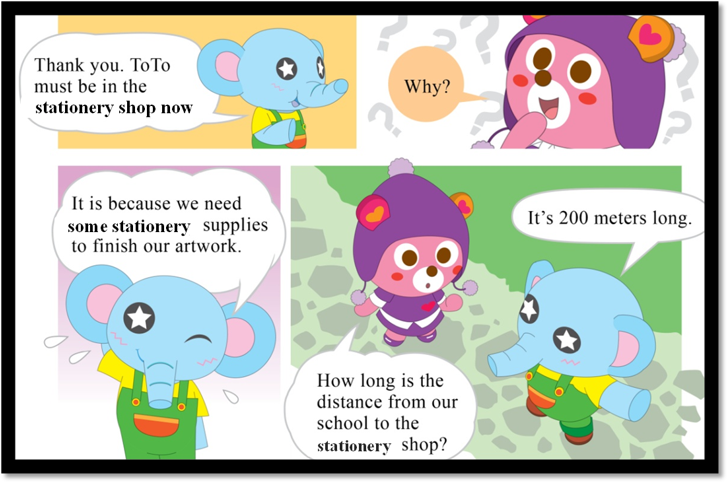 Thank you. ToTo
must be in the
stationery shop now
Why?
It is because we need
some stationery supplies
to finish our artwork.
How long is the
distance from our
school to the
stationery shop?
It's 200 meters long.